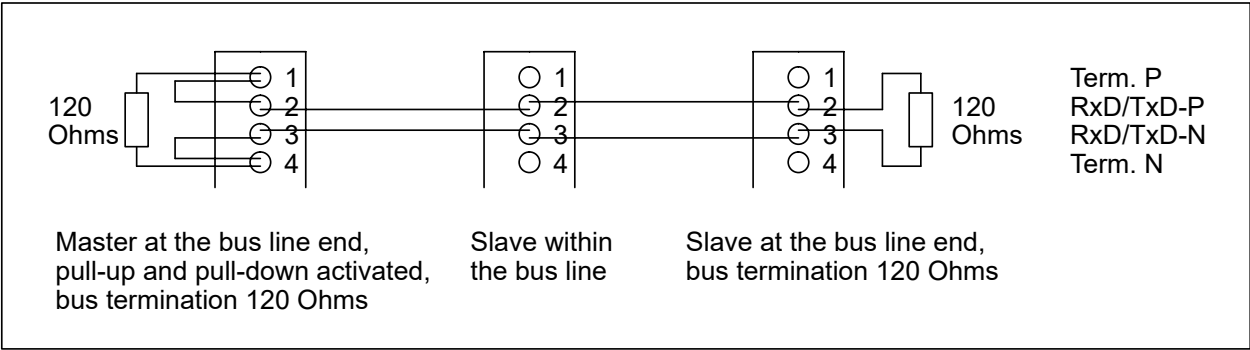 1
2
3
4
120
Ohms
1
2
3
4
1
2
3
4
120
Ohms
Term. P
RxD/TxD-P
RxD/TxD-N
Term. N
Master at the bus line end,
pull-up and pull-down activated,
bus termination 120 Ohms
Slave within
the bus line
Slave at the bus line end,
bus termination 120 Ohms